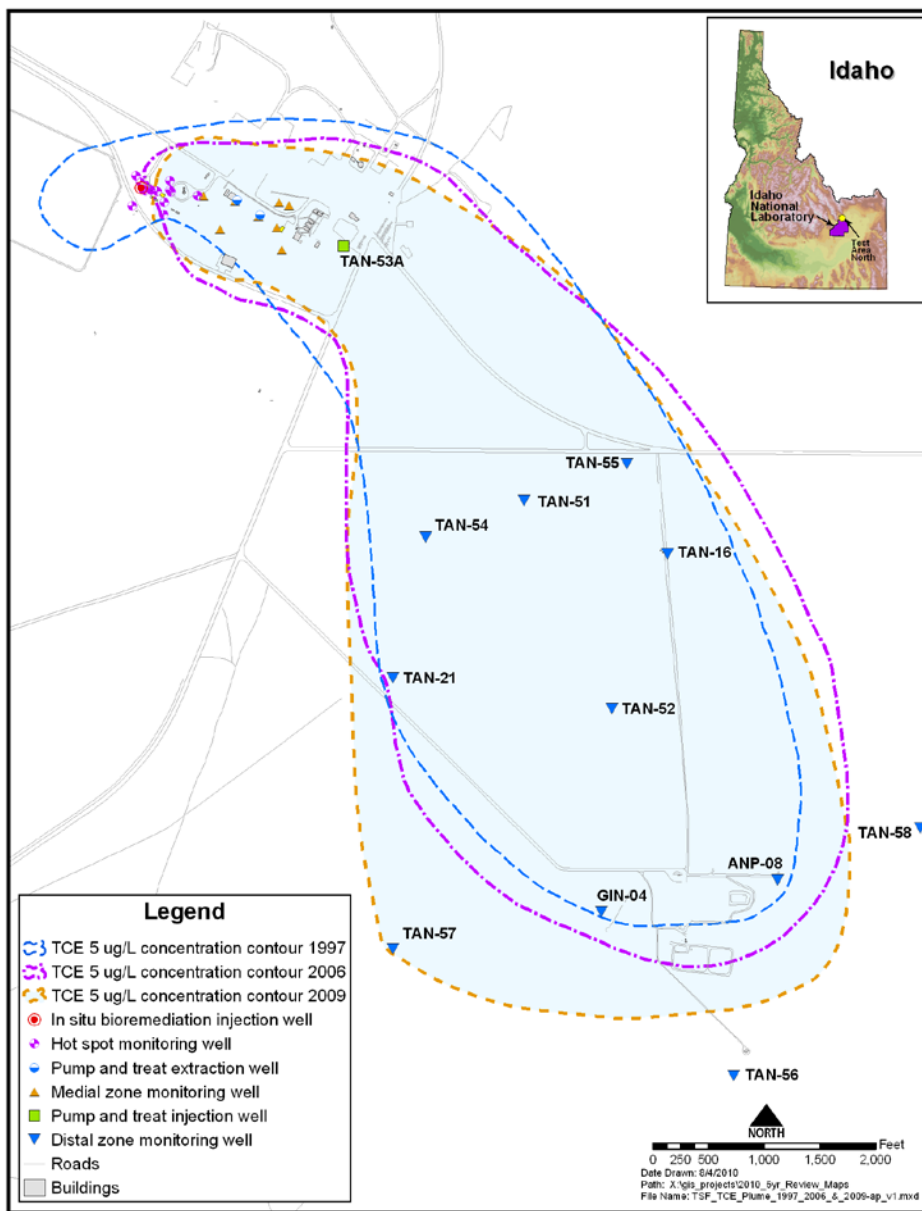 Idaho
Idaho
National
Laboratory
Test
Area
North
TAN-53A
TAN-55
TAN-51
TAN-54
TAN-16
TAN-21
TAN-52
TAN-58
ANP-08
GIN-04
TAN-57
TAN-56
Legend
TCE 5 ug/L concentration contour 1997
TCE 5 ug/L concentration contour 2006
TCE 5 ug/L concentration contour 2009
In situ bioremediation injection well
Hot spot monitoring well
Pump and treat extraction well
Medial zone monitoring well
Pump and treat injection well
Distal zone monitoring well
Roads
Buildings
NORTH
Feet
0 250 500 1,000 1,500 2,000
Date Drawn: 8/4/2010
Path: X:\gis_projects\2010_5yr_Review_Maps
File Name: TSF_TCE_Plume_1997_2006_&_2009-ap_v1.mxd